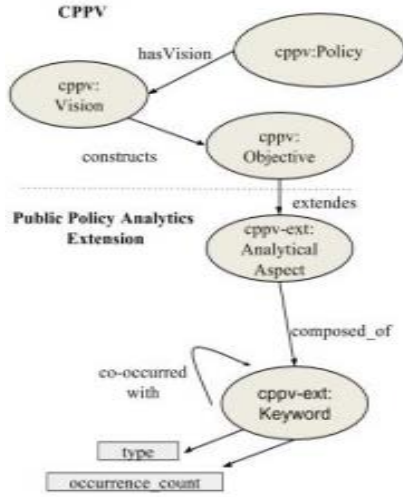 CPPV
hasVision
cppv:Policy
cppv:
Vision
constructs
cppv:
Objective
extendes
Public Policy Analytics
Extension
cppv-ext:
Analytical
Aspect
composed_of
co-occurred
with
cppv-ext:
Keyword
type
occurrence_count